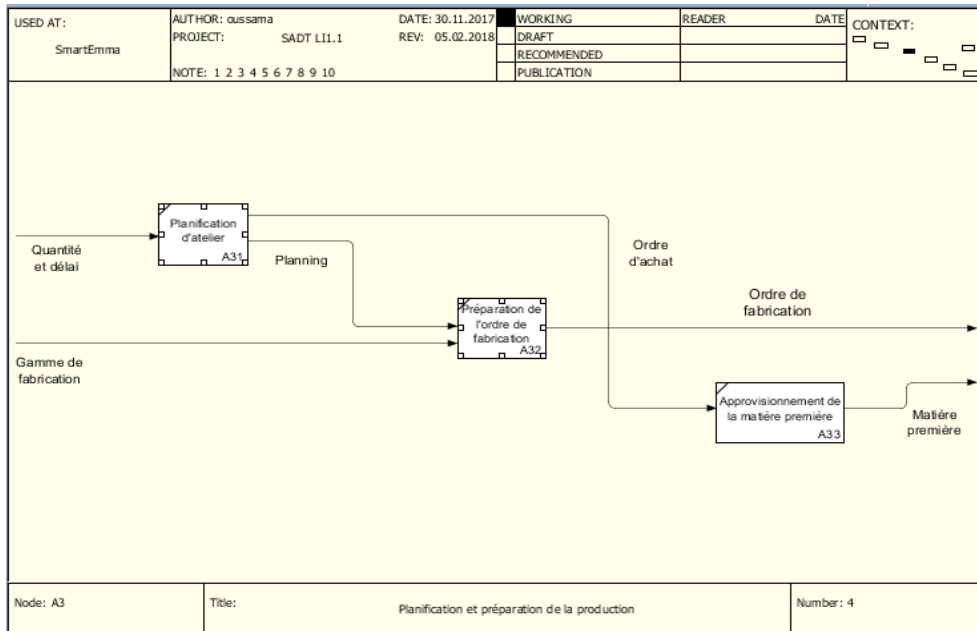 USED AT:
SmartEmma
AUTHOR: oussama
PROJECT: SADT LI1.1
NOTE: 1 2 3 4 5 6 7 8 9 10
DATE: 30.11.2017
REV: 05.02.2018
WORKING
DRAFT
RECOMMENDED
PUBLICATION
READER DATE
CONTEXT:
Planification
d'atelier
A31
Quantité
et délai
Planning
Ordre
d'achat
Ordre de
fabrication
Préparation de
l'ordre de
fabrication
A32
Gamme de
fabrication
Approvisionnement de
la matière première
A33
Matière
première
Node: A3
Title:
Planification et préparation de la production
Number: 4